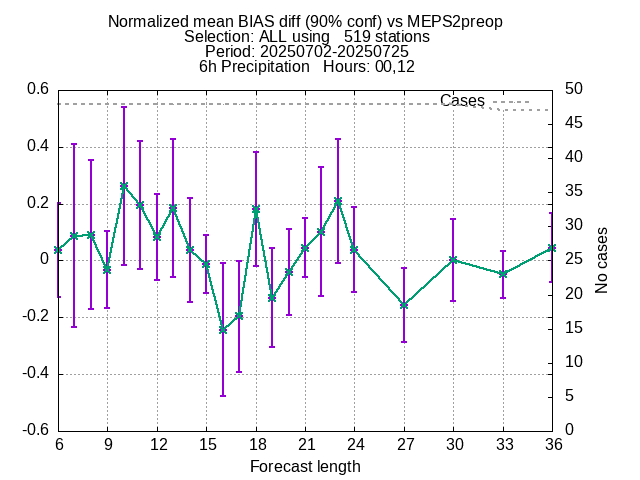 Normalized mean BIAS diff (90% conf) vs MEPS2preop
Selection: ALL using   519 stations
Period: 20250702-20250725
6h Precipitation   Hours: 00,12
Cases
0.6
0.4
0.2
0
-0.2
-0.4
-0.6
50
45
40
35
30
25
20
15
10
5
0
No cases
6 9 12 15 18 21 24 27 30 33 36
Forecast length